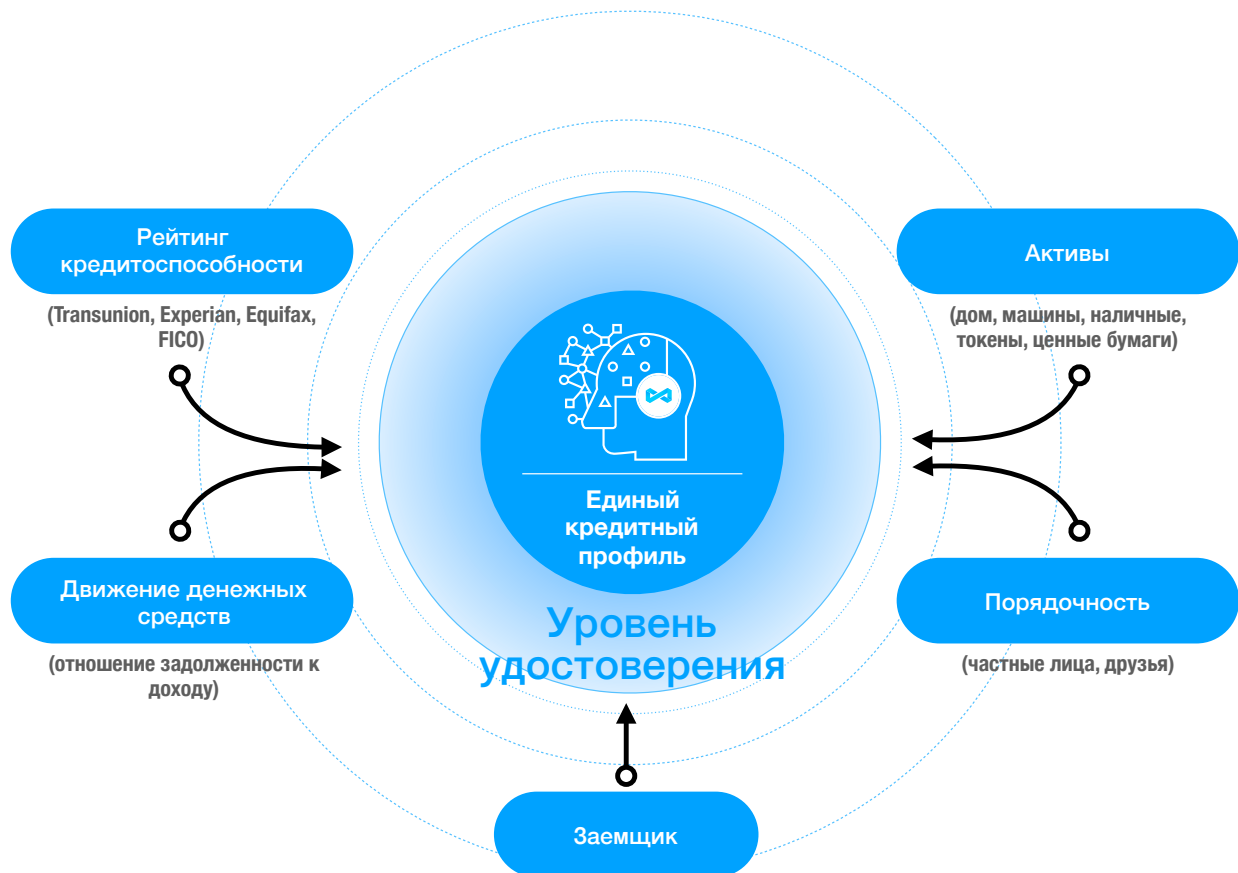 Рейтинг
кредитоспособности
(Transunion, Experian, Equifax,
FICO)
Активы
(дом, машины, наличные,
токены, ценные бумаги)
Единый
кредитный
профиль
Уровень
удостоверения
Движение денежных
средств
(отношение задолженности к
доходу)
Порядочность
(частные лица, друзья)
Заемщик